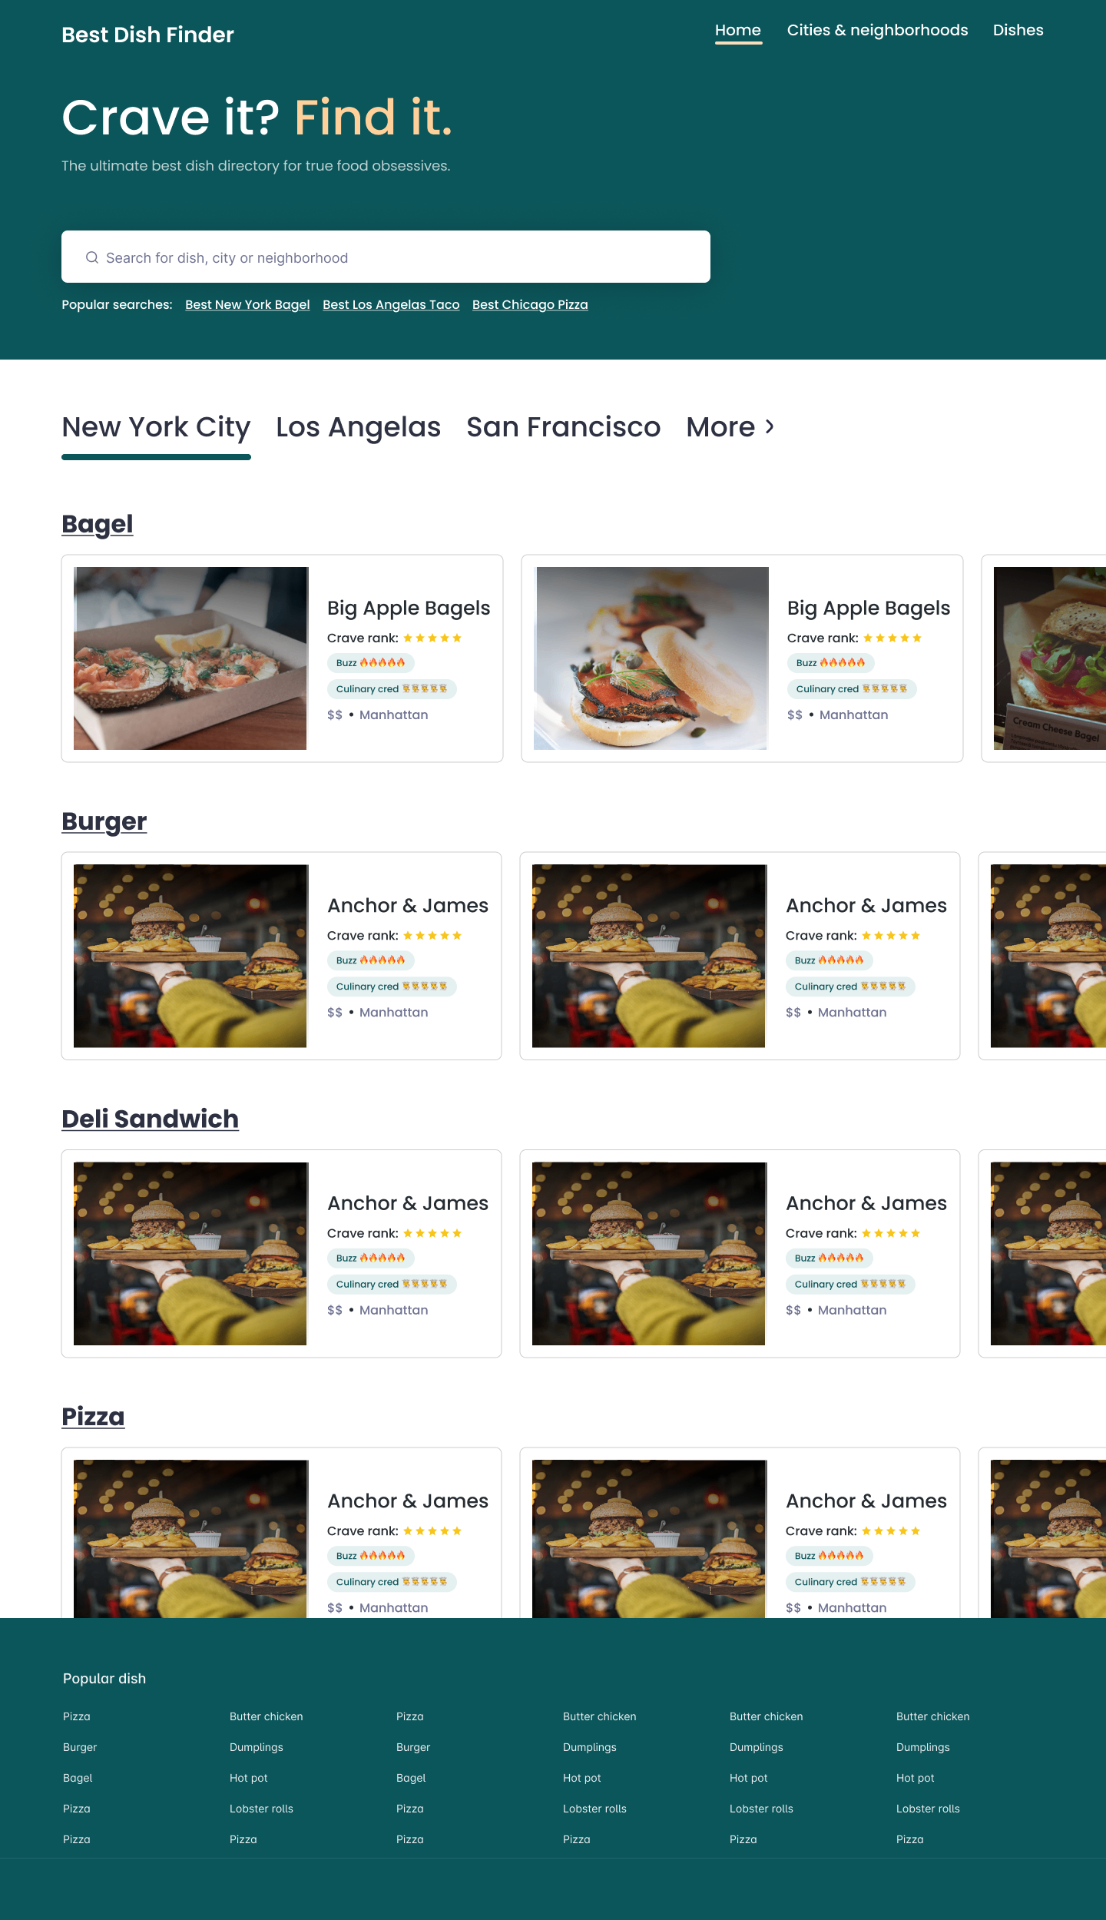 Best Dish Finder
Home Cities & neighborhoods Dishes
Crave it? Find it.
The ultimate best dish directory for true food obsessives.
Search for dish, city or neighborhood
Popular searches: Best New York Bagel Best Los Angelas Taco Best Chicago Pizza
New York City Los Angelas San Francisco More
Bagel
Big Apple Bagels
Crave rank: ★★★★★
Buzz 🔥🔥🔥🔥🔥
Culinary cred
$$ • Manhattan
Big Apple Bagels
Crave rank: ★★★★★
Buzz 🔥🔥🔥🔥🔥
Culinary cred
$$ • Manhattan
Cream Cheese Bagel
Burger
Anchor & James
Crave rank: ★★★★★
Buzz 🔥🔥🔥🔥🔥
Culinary cred
$$ • Manhattan
Anchor & James
Crave rank: ★★★★★
Buzz 🔥🔥🔥🔥🔥
Culinary cred
$$ • Manhattan
Deli Sandwich
Anchor & James
Crave rank: ★★★★★
Buzz 🔥🔥🔥🔥🔥
Culinary cred
$$ • Manhattan
Anchor & James
Crave rank: ★★★★★
Buzz 🔥🔥🔥🔥🔥
Culinary cred
$$ • Manhattan
Pizza
Anchor & James
Crave rank: ★★★★★
Buzz 🔥🔥🔥🔥🔥
Culinary cred
$$ • Manhattan
Anchor & James
Crave rank: ★★★★★
Buzz 🔥🔥🔥🔥🔥
Culinary cred
$$ • Manhattan
Popular dish
Pizza Butter chicken Pizza Butter chicken Butter chicken Butter chicken
Burger Dumplings Burger Dumplings Dumplings Dumplings
Bagel Hot pot Bagel Hot pot Hot pot Hot pot
Pizza Lobster rolls Pizza Lobster rolls Lobster rolls Lobster rolls
Pizza Pizza Pizza Pizza Pizza Pizza